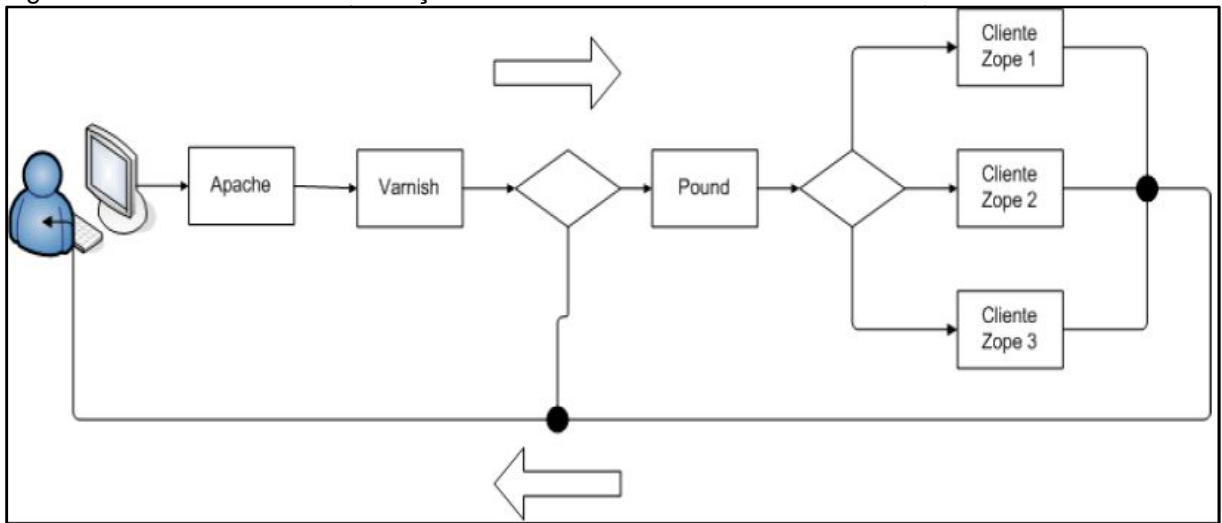 Apache
Varnish
Pound
Cliente
Zope 1
Cliente
Zope 2
Cliente
Zope 3